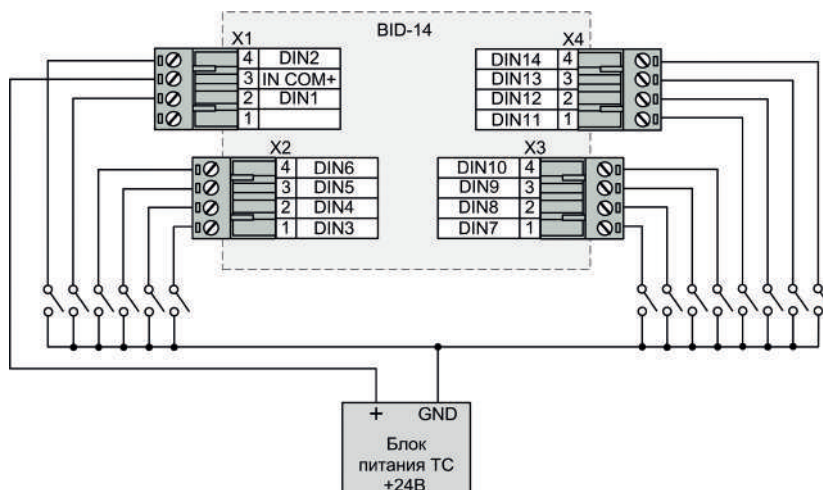 BID-14
X1
4 DIN2
3 IN COM+
2 DIN1
1
X2
4 DIN6
3 DIN5
2 DIN4
1 DIN3
X4
DIN14 4
DIN13 3
DIN12 2
DIN11 1
X3
DIN10 4
DIN9 3
DIN8 2
DIN7 1
+ GND
Блок
питания ТС
+24В